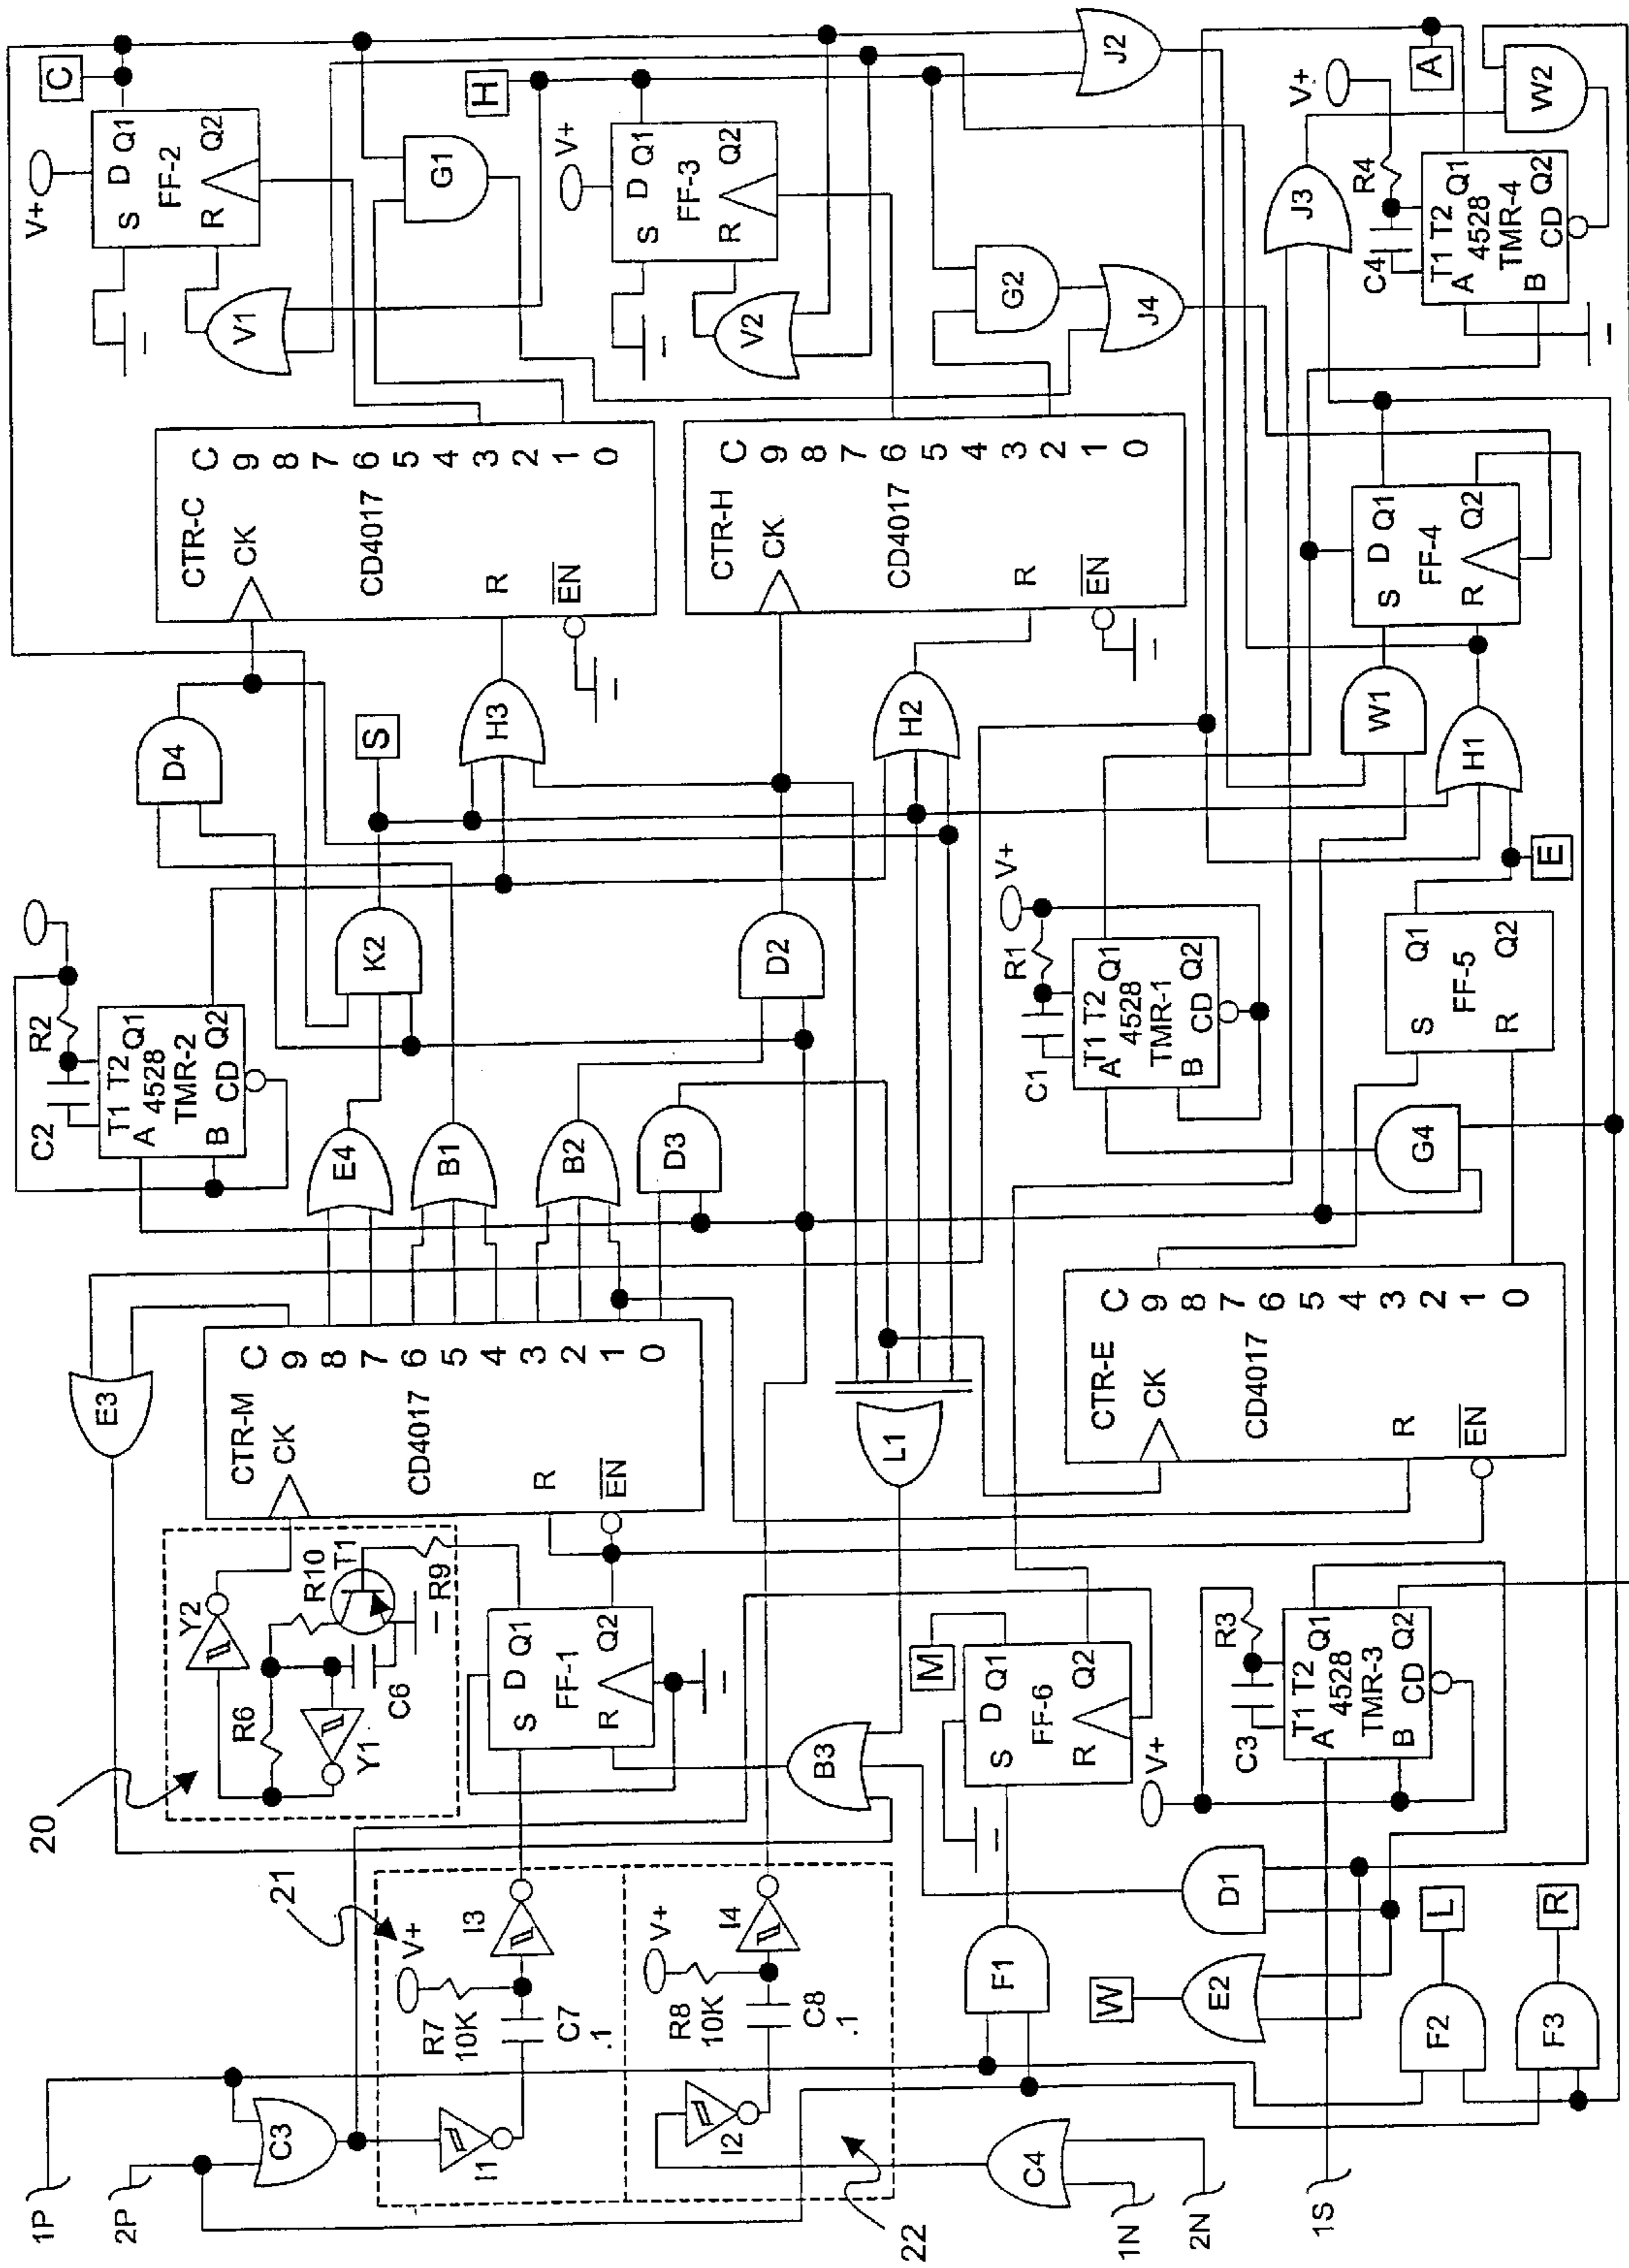 1P
2P
C3
20
21
22
I1
R7
10K
C7
.1
V+
I3
I2
R8
10K
C8
.1
V+
I4
C4
1N
2N
1S
Y2
R6
Y1
R10
T1
R9
C6
S
D
Q1
FF-1
R
Q2
E3
CTR-M
CK
CD4017
R
EN
C
9
8
7
6
5
4
3
2
1
0
C2
R2
T1 T2
A
4528
Q1
TMR-2
B
CD
Q2
E4
B1
B2
D3
D4
K2
D2
S
H3
H2
CTR-C
CK
CD4017
R
EN
C
9
8
7
6
5
4
3
2
1
0
CTR-H
CK
CD4017
R
EN
C
9
8
7
6
5
4
3
2
1
0
V+
C
S
D
Q1
FF-2
R
Q2
V1
G1
H
V+
S
D
Q1
FF-3
R
Q2
V2
G2
J4
J2
B3
L1
M
S
D
Q1
FF-6
R
Q2
F1
V+
C3
R3
T1 T2
A
4528
Q1
TMR-3
B
CD
Q2
D1
E2
W
F2
L
F3
R
CTR-E
CK
CD4017
R
EN
C
9
8
7
6
5
4
3
2
1
0
C1
R1
V+
T1 T2
A
4528
Q1
TMR-1
B
CD
Q2
G4
S
Q1
FF-5
R
Q2
E
H1
W1
S
D
Q1
FF-4
R
Q2
J3
V+
C4
R4
T1 T2
A
4528
Q1
TMR-4
B
CD
Q2
A
W2